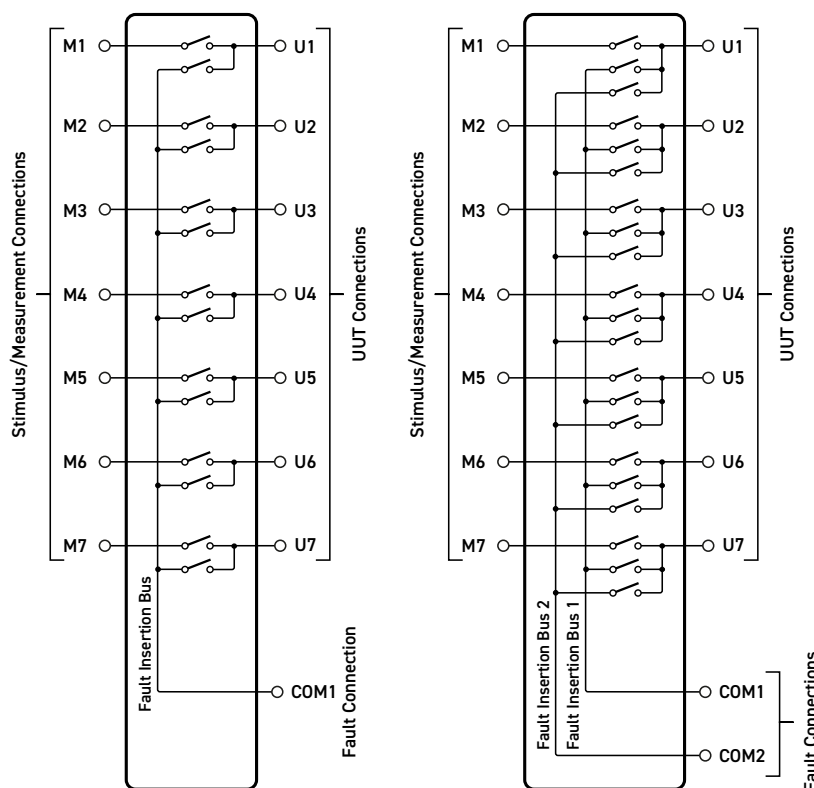 M1 U1
M2 U2
M3 U3
M4 U4
M5 U5
M6 U6
M7 U7
Stimulus/Measurement Connections
UUT Connections
Fault Insertion Bus
COM1
Fault Connection
M1 U1
M2 U2
M3 U3
M4 U4
M5 U5
M6 U6
M7 U7
Stimulus/Measurement Connections
UUT Connections
Fault Insertion Bus 2
Fault Insertion Bus 1
COM1
COM2
Fault Connections